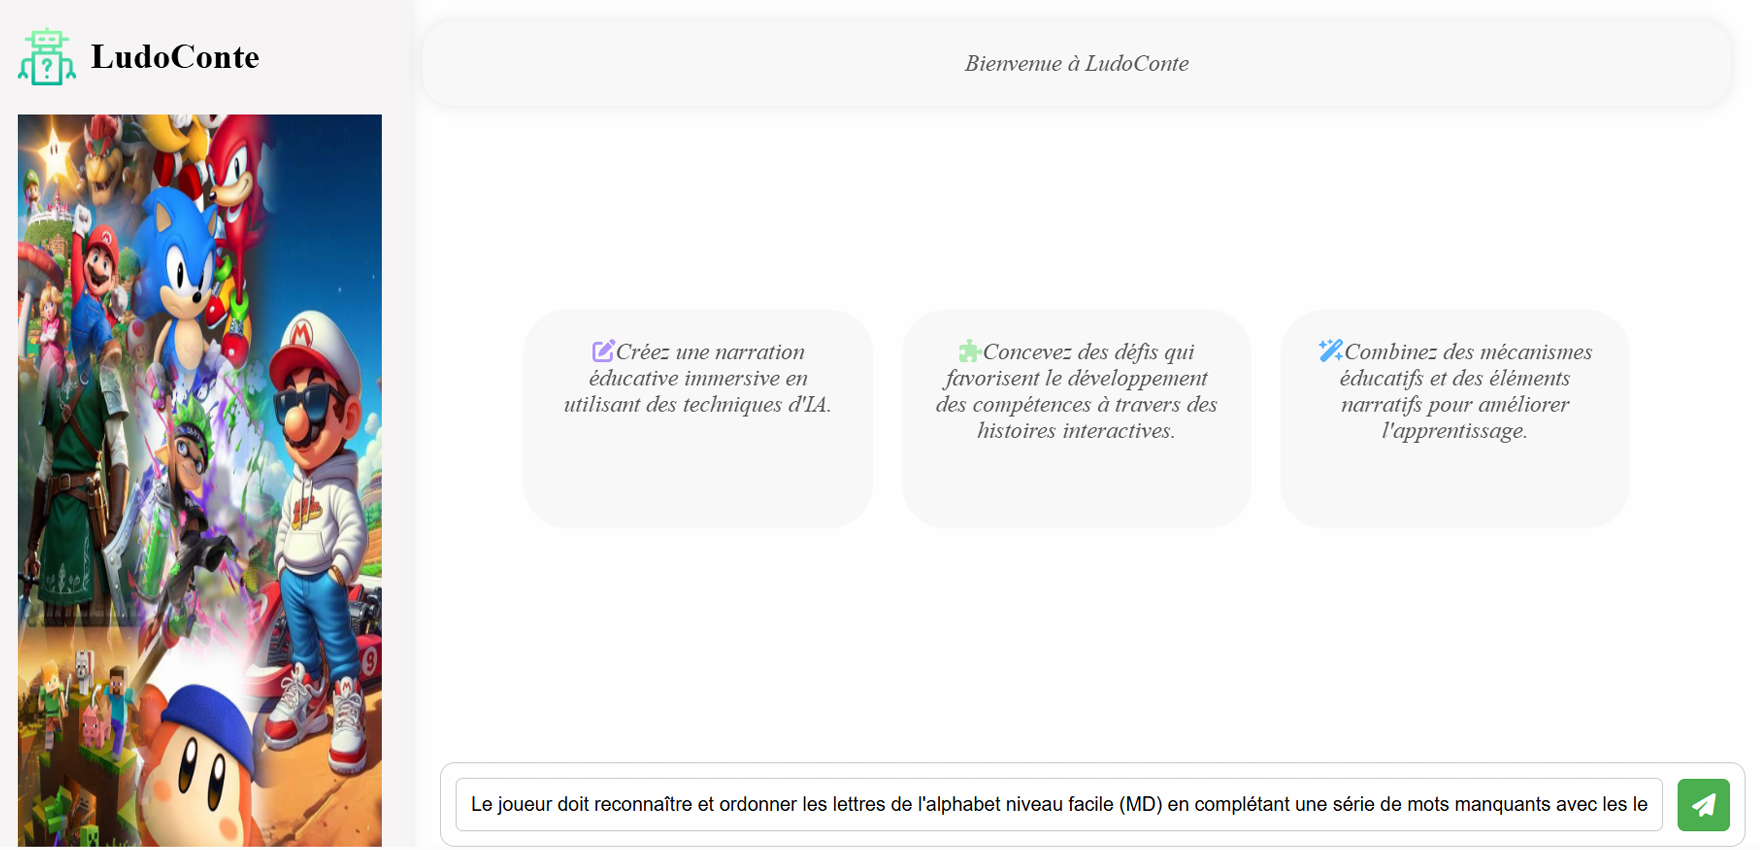 LudoConte
Bienvenue à LudoConte
Créez une narration
éducative immersive en
utilisant des techniques d'IA.
Concevez des défis qui
favorisent le développement
des compétences à travers des
histoires interactives.
Combinez des mécanismes
éducatifs et des éléments
narratifs pour améliorer
l'apprentissage.
Le joueur doit reconnaître et ordonner les lettres de l'alphabet niveau facile (MD) en complétant une série de mots manquants avec les le